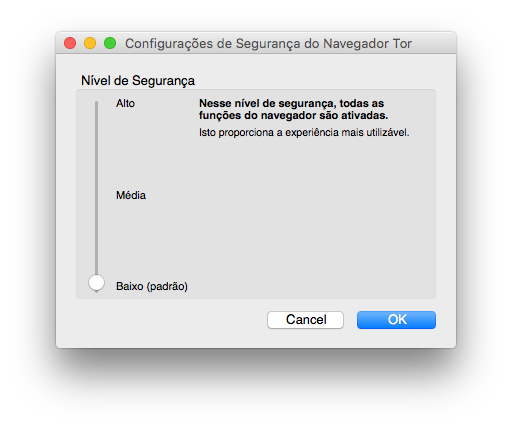 Configurações de Segurança do Navegador Tor
Nível de Segurança
Alto
Nesse nível de segurança, todas as
funções do navegador são ativadas.
Isto proporciona a experiência mais utilizável.
Média
Baixo (padrão)
Cancel
OK